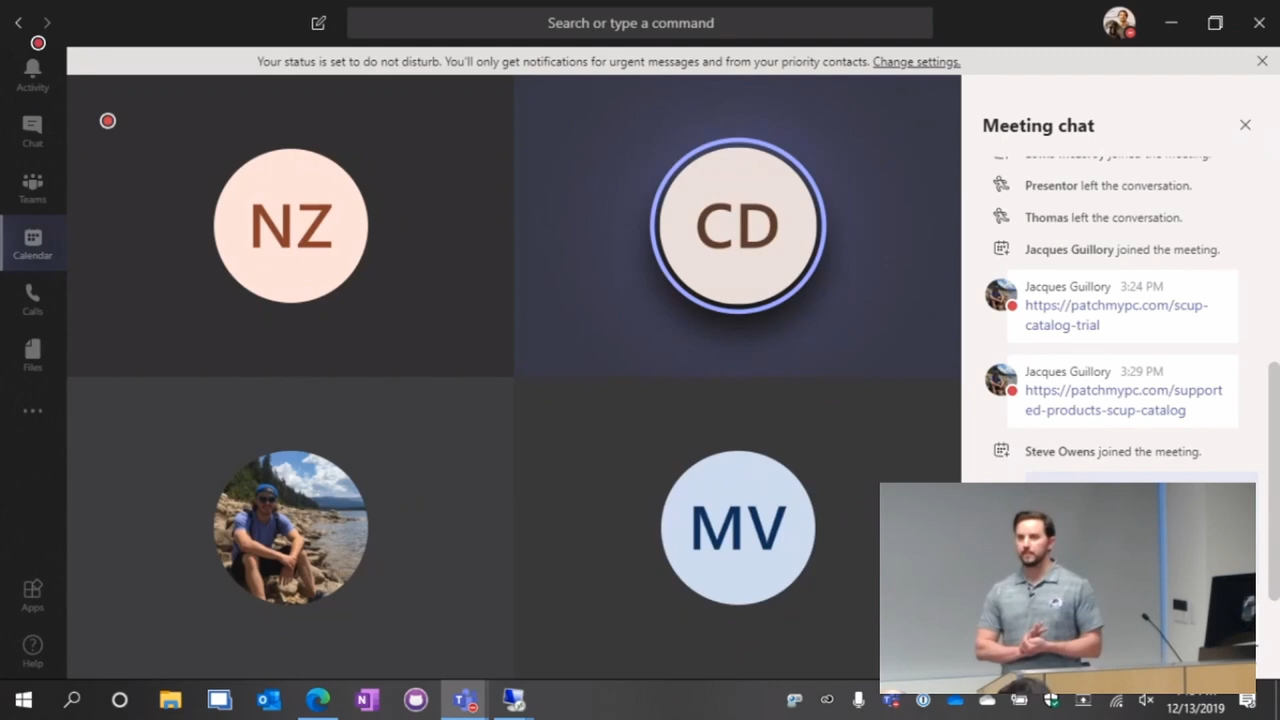 Search or type a command
Your status is set to do not disturb. You'll only get notifications for urgent messages and from your priority contacts. Change settings.
Activity
Chat
Teams
Calendar
Calls
Files
Apps
Help
NZ
CD
MV
Meeting chat
joined the meeting.
Presentor left the conversation.
Thomas left the conversation.
Jacques Guillory joined the meeting.
Jacques Guillory 3:24 PM
https://patchmypc.com/scup-
catalog-trial
Jacques Guillory 3:29 PM
https://patchmypc.com/support
ed-products-scup-catalog
Steve Owens joined the meeting.
12/13/2019